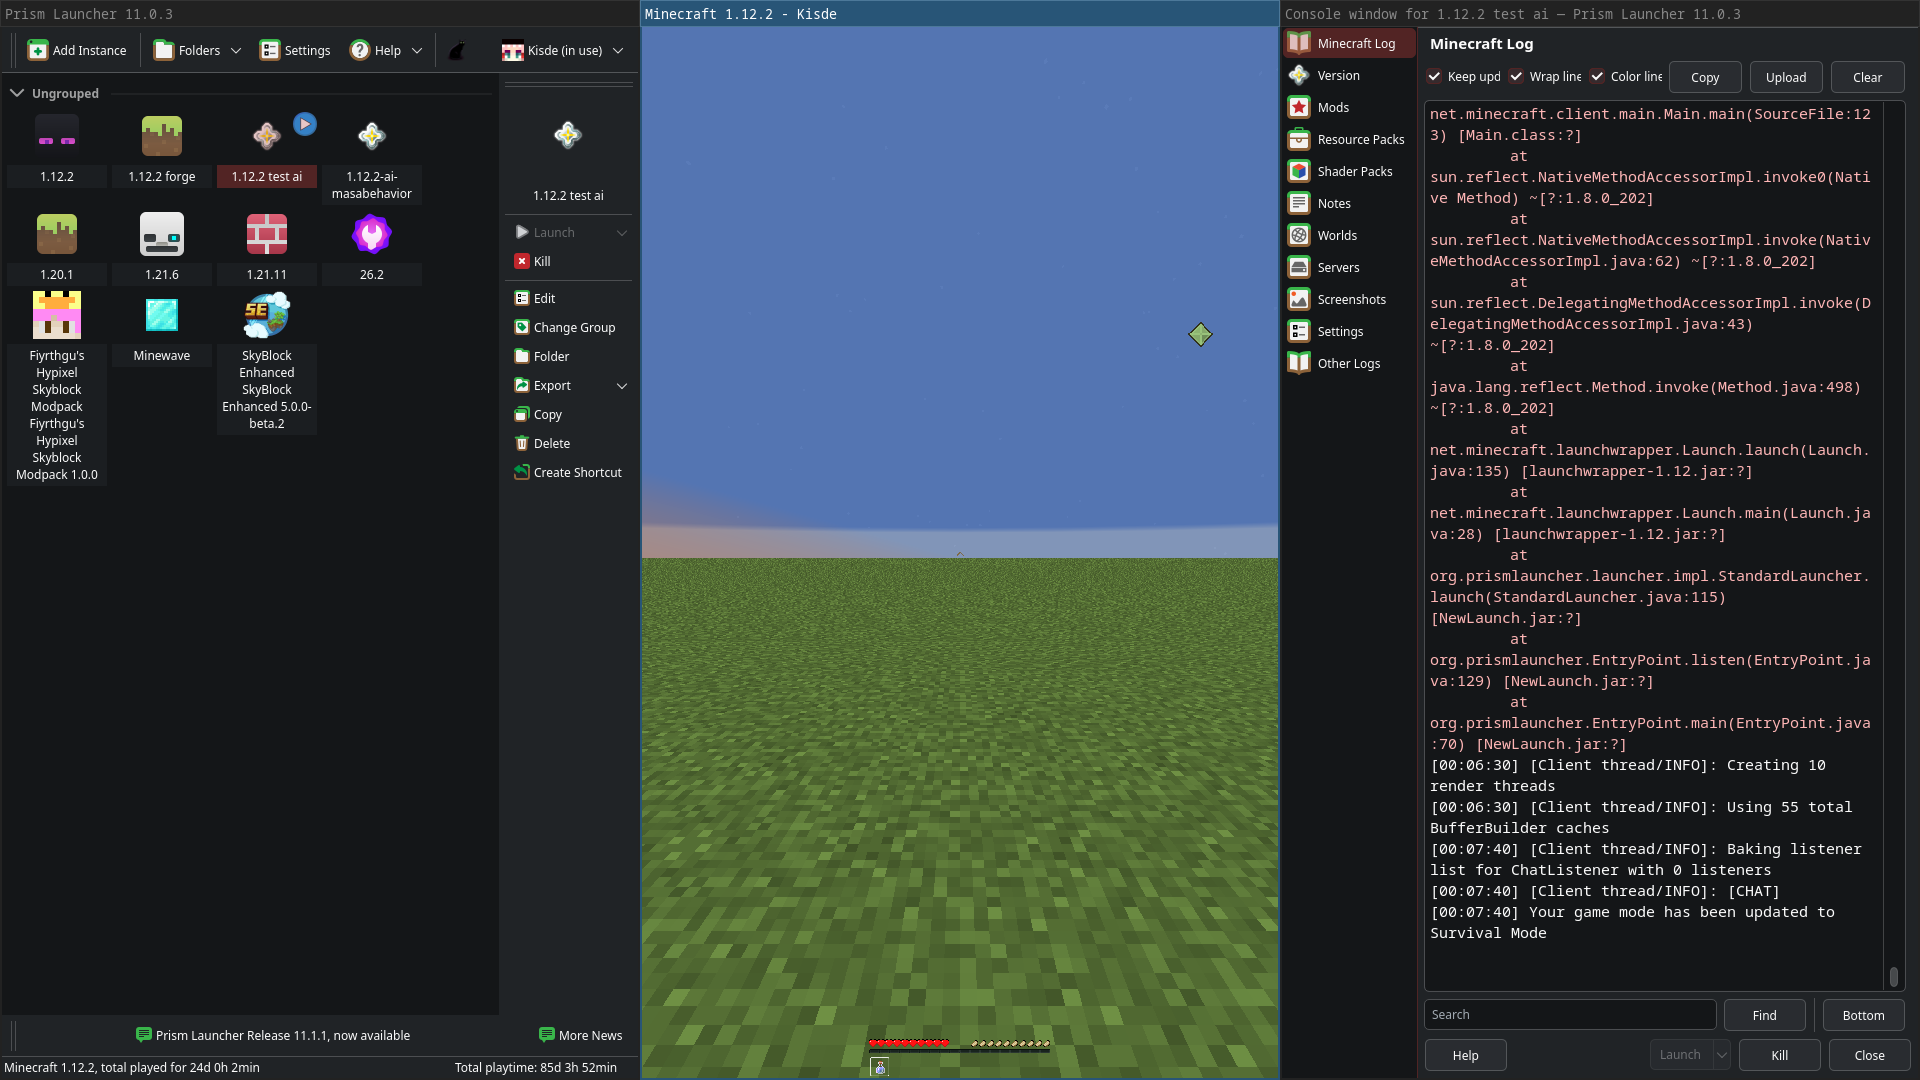 Prism Launcher 11.0.3
Add Instance
Folders
Settings
Help
Kisde (in use)
Ungrouped
1.12.2
1.12.2 forge
1.12.2 test ai
1.12.2-ai-
masabehavior
1.20.1
1.21.6
1.21.11
26.2
Fiyrthgu's
Hypixel
Skyblock
Modpack
Fiyrthgu's
Hypixel
Skyblock
Modpack 1.0.0
Minewave
SE
SkyBlock
Enhanced
SkyBlock
Enhanced 5.0.0-
beta.2
1.12.2 test ai
Launch
Kill
Edit
Change Group
Folder
Export
Copy
Delete
Create Shortcut
Prism Launcher Release 11.1.1, now available
More News
Minecraft 1.12.2, total played for 24d 0h 2min
Total playtime: 85d 3h 52min
Minecraft 1.12.2 - Kisde
Console window for 1.12.2 test ai — Prism Launcher 11.0.3
Minecraft Log
Version
Mods
Resource Packs
Shader Packs
Notes
Worlds
Servers
Screenshots
Settings
Other Logs
Minecraft Log
Keep upd
Wrap line
Color line
Copy
Upload
Clear
net.minecraft.client.main.Main.main(SourceFile:12
3) [Main.class:?]
at
sun.reflect.NativeMethodAccessorImpl.invoke0(Nati
ve Method) ~[?:1.8.0_202]
at
sun.reflect.NativeMethodAccessorImpl.invoke(Nativ
eMethodAccessorImpl.java:62) ~[?:1.8.0_202]
at
sun.reflect.DelegatingMethodAccessorImpl.invoke(D
elegatingMethodAccessorImpl.java:43)
~[?:1.8.0_202]
at
java.lang.reflect.Method.invoke(Method.java:498)
~[?:1.8.0_202]
at
net.minecraft.launchwrapper.Launch.launch(Launch.
java:135) [launchwrapper-1.12.jar:?]
at
net.minecraft.launchwrapper.Launch.main(Launch.ja
va:28) [launchwrapper-1.12.jar:?]
at
org.prismlauncher.launcher.impl.StandardLauncher.
launch(StandardLauncher.java:115)
[NewLaunch.jar:?]
at
org.prismlauncher.EntryPoint.listen(EntryPoint.ja
va:129) [NewLaunch.jar:?]
at
org.prismlauncher.EntryPoint.main(EntryPoint.java
:70) [NewLaunch.jar:?]
[00:06:30] [Client thread/INFO]: Creating 10
render threads
[00:06:30] [Client thread/INFO]: Using 55 total
BufferBuilder caches
[00:07:40] [Client thread/INFO]: Baking listener
list for ChatListener with 0 listeners
[00:07:40] [Client thread/INFO]: [CHAT]
[00:07:40] Your game mode has been updated to
Survival Mode
Search
Find
Bottom
Help
Launch
Kill
Close